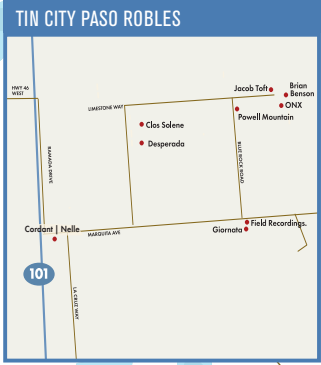 TIN CITY PASO ROBLES
HWY 46
WEST
Jacob Toft
Brian
Benson
LIMESTONE WAY
ONX
Powell Mountain
Clos Solene
Desperada
RAMADA DRIVE
BLUE ROCK ROAD
Field Recordings.
Cordant | Nelle
MARQUITA AVE
Giornata
101
LA CRUZ WAY